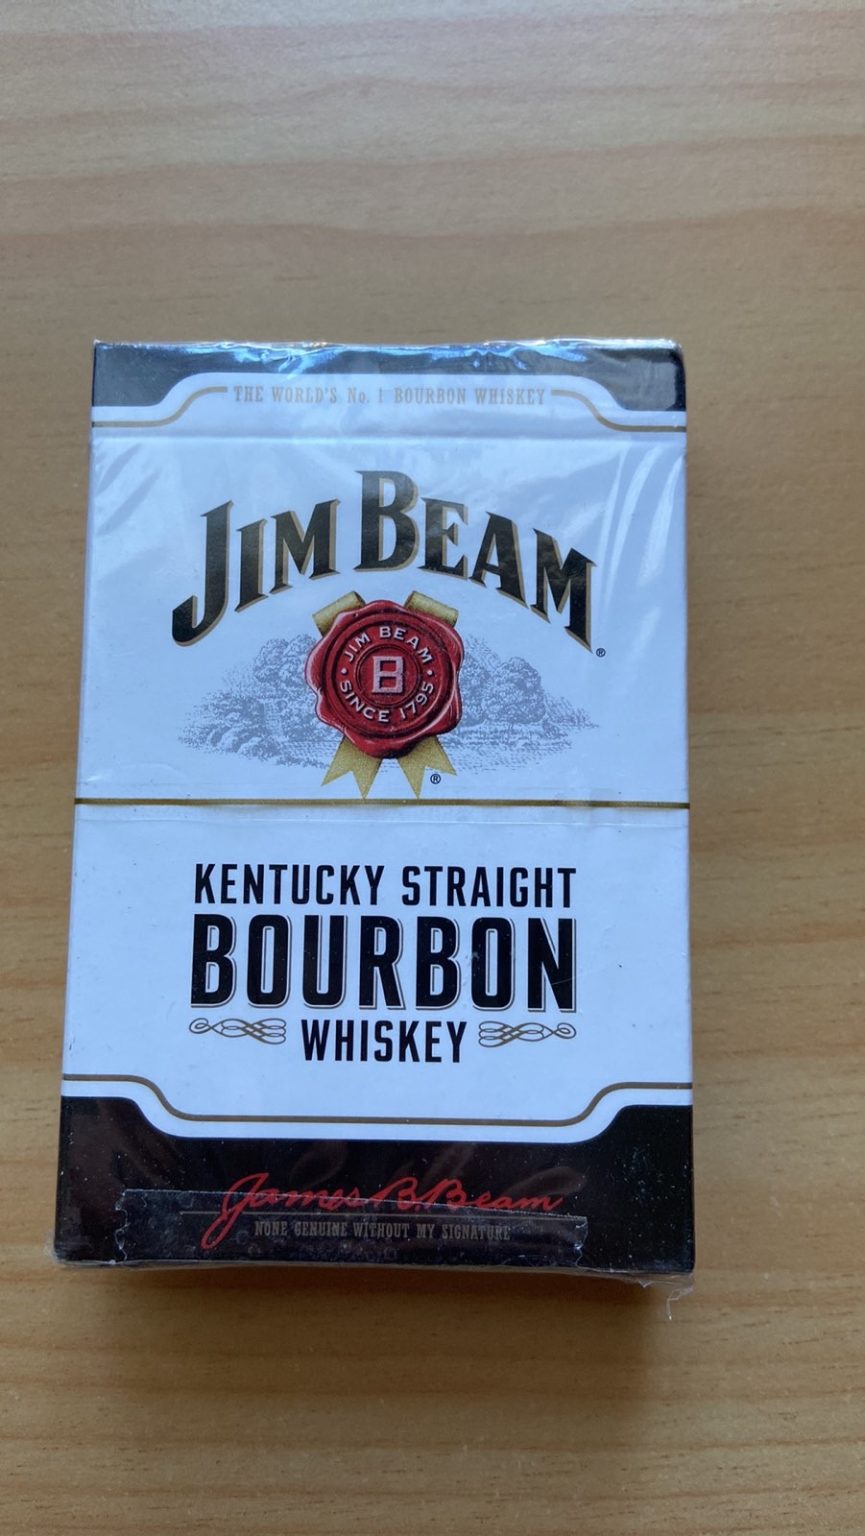 THE WORLD'S No. 1 BOURBON WHISKEY
JIM BEAM
®
JIM BEAM
B
SINCE 1795
®
KENTUCKY STRAIGHT
BOURBON
WHISKEY
James B. Beam
NONE GENUINE WITHOUT MY SIGNATURE